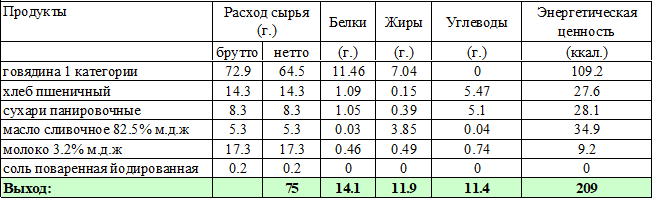 Продукты Расход сырья Белки Жиры Углеводы Энергетическая
(г.) ценность
брутто нетто (г.) (г.) (г.) (ккал.)
говядина 1 категории 72.9 64.5 11.46 7.04 0 109.2
хлеб пшеничный 14.3 14.3 1.09 0.15 5.47 27.6
сухари панировочные 8.3 8.3 1.05 0.39 5.1 28.1
масло сливочное 82.5% м.д.ж 5.3 5.3 0.03 3.85 0.04 34.9
молоко 3.2% м.д.ж 17.3 17.3 0.46 0.49 0.74 9.2
соль поваренная йодированная 0.2 0.2 0 0 0 0
Выход: 75 14.1 11.9 11.4 209